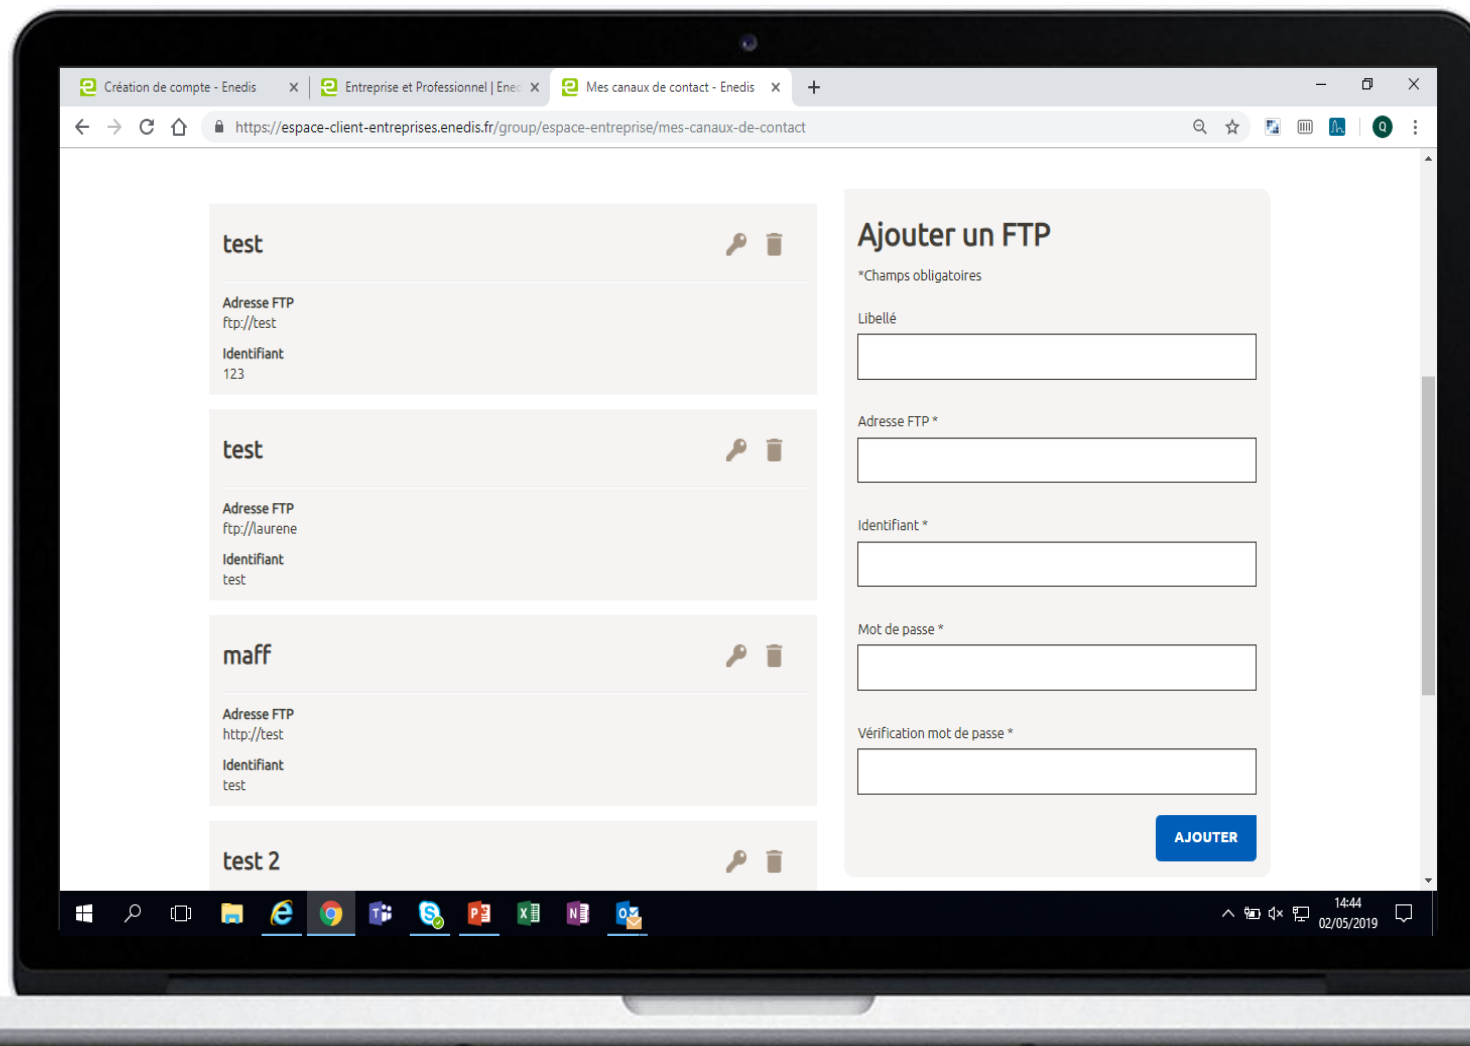 Création de compte - Enedis
Entreprise et Professionnel | Ened
Mes canaux de contact - Enedis
https://espace-client-entreprises.enedis.fr/group/espace-entreprise/mes-canaux-de-contact
Q
test
Adresse FTP
ftp://test
Identifiant
123
test
Adresse FTP
ftp://laurene
Identifiant
test
maff
Adresse FTP
http://test
Identifiant
test
test 2
Ajouter un FTP
*Champs obligatoires
Libellé
Adresse FTP *
Identifiant *
Mot de passe *
Vérification mot de passe *
AJOUTER
14:44
02/05/2019